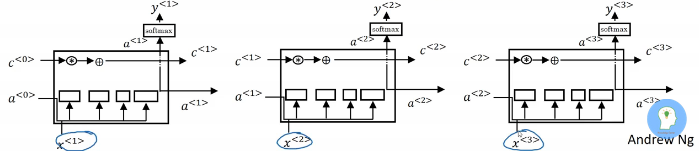 y<1> y<2> y<3>
softmax softmax softmax
a<1> a<2> a<3>
c<0> * ⊕ c<1> c<1> * ⊕ c<2> c<2> * ⊕ c<3>
a<0> a<1> a<1> a<2> a<2> a<3>
x<1> x<2> x<3>
Andrew Ng